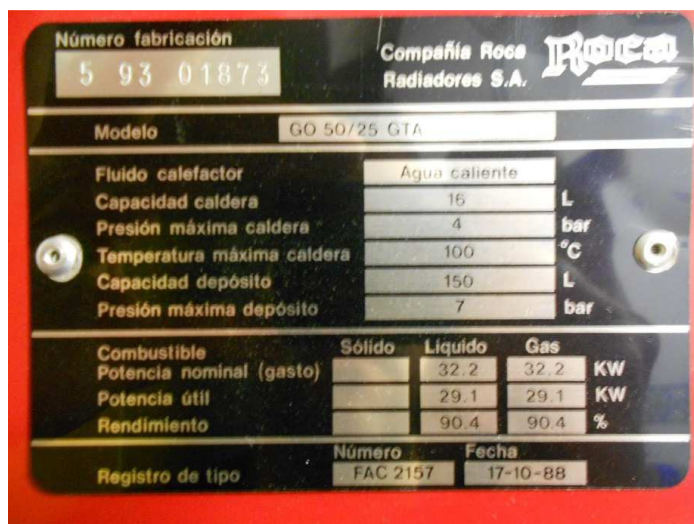 Número fabricación
5 93 01873
Compañia Roca
Radiadores S.A.
Roca
Modelo GO 50/25 GTA
Fluido calefactor Agua caliente
Capacidad caldera 16 L
Presión máxima caldera 4 bar
Temperatura máxima caldera 100 °C
Capacidad depósito 150 L
Presión máxima depósito 7 bar
Combustible Sólido Líquido Gas
Potencia nominal (gasto) 32.2 32.2 KW
Potencia útil 29.1 29.1 KW
Rendimiento 90.4 90.4 %
Número Fecha
Registro de tipo FAC 2157 17-10-88